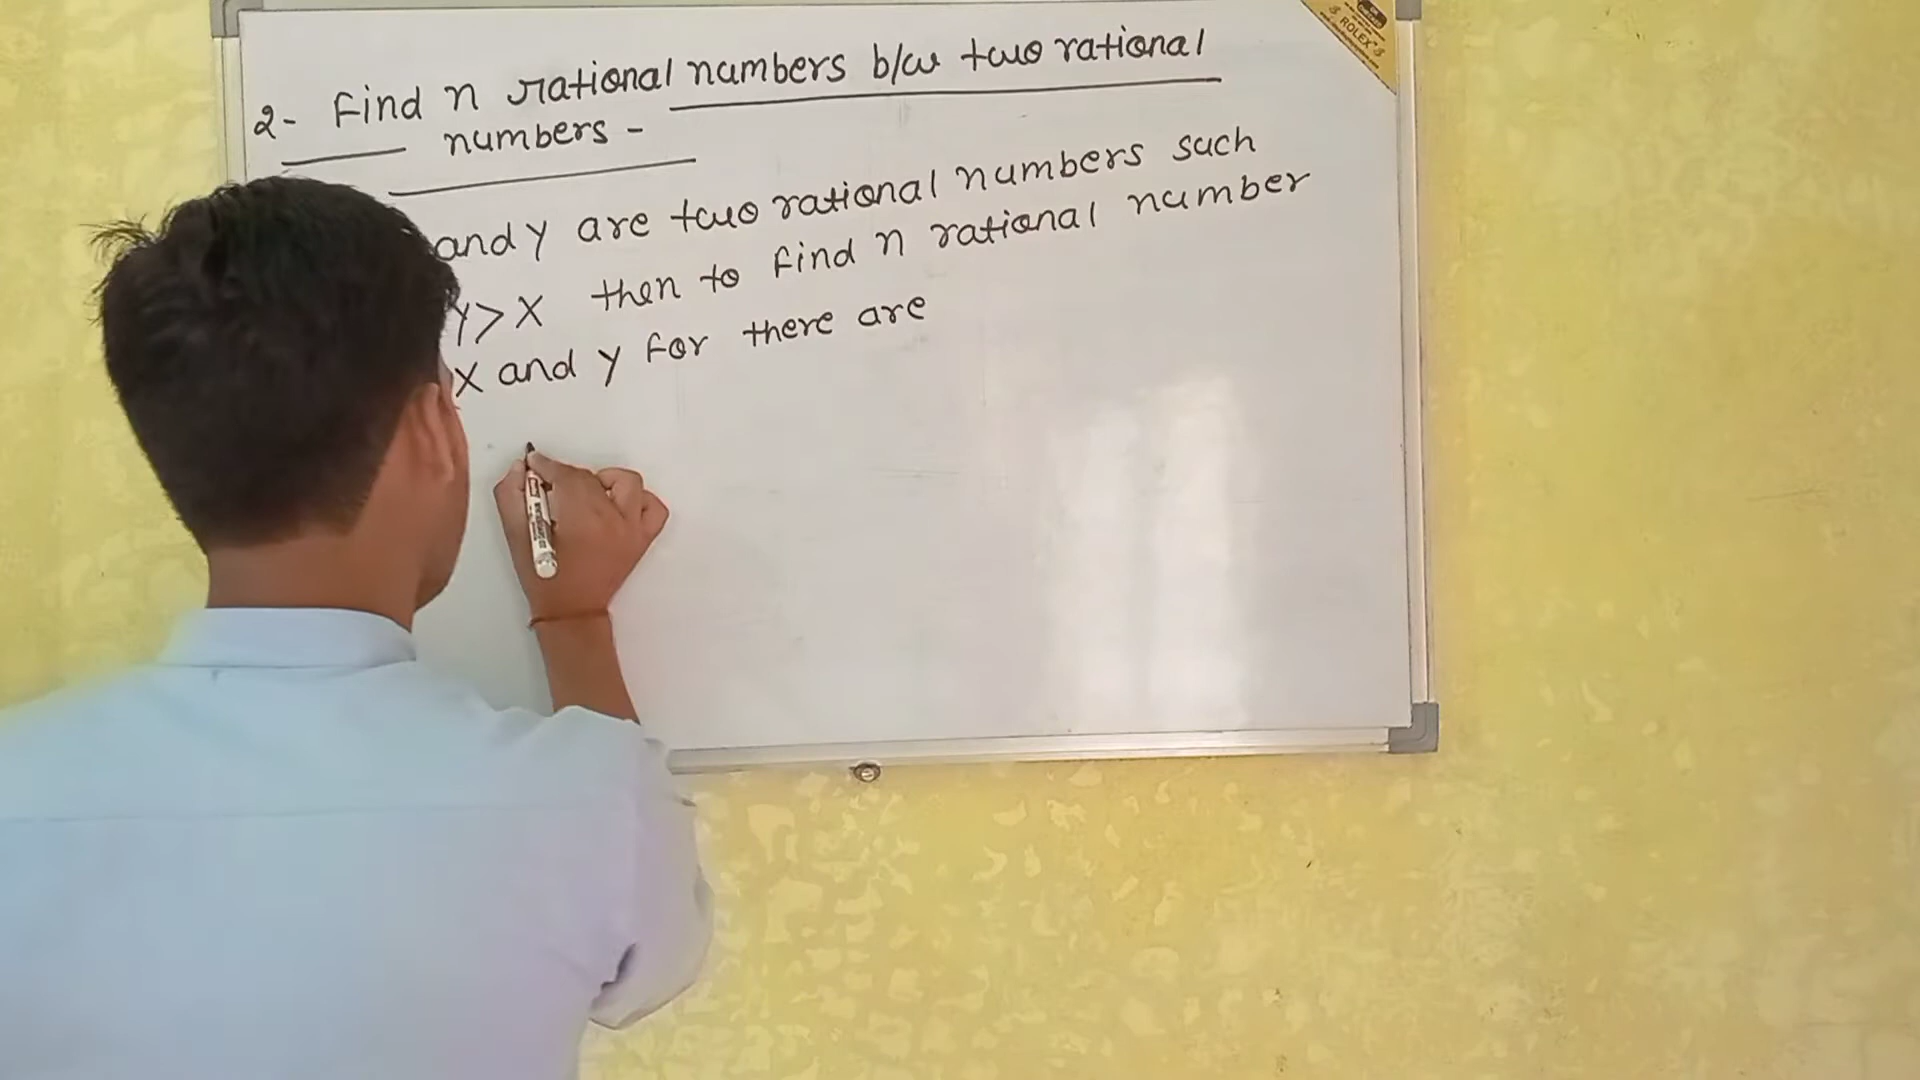 2- Find n rational numbers b/w two rational
numbers -
and y are two rational numbers such
y > x then to find n rational number
x and y for there are
ROLEX